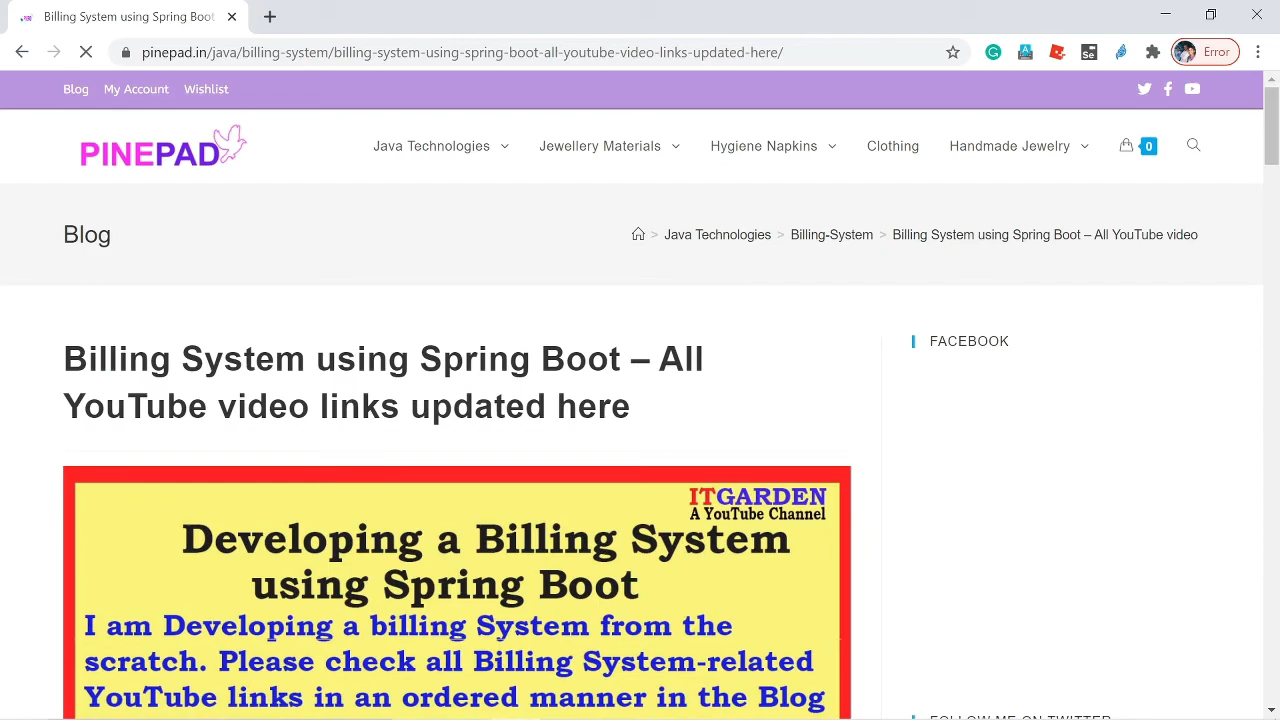 Billing System using Spring Boot
pinepad.in/java/billing-system/billing-system-using-spring-boot-all-youtube-video-links-updated-here/
Error
Blog My Account Wishlist
PINEPAD
Java Technologies Jewellery Materials Hygiene Napkins Clothing Handmade Jewelry 0
Blog
> Java Technologies > Billing-System > Billing System using Spring Boot – All YouTube video
Billing System using Spring Boot – All
YouTube video links updated here
FACEBOOK
ITGARDEN
A YouTube Channel
Developing a Billing System
using Spring Boot
I am Developing a billing System from the
scratch. Please check all Billing System-related
YouTube links in an ordered manner in the Blog
FOLLOW ME ON TWITTER